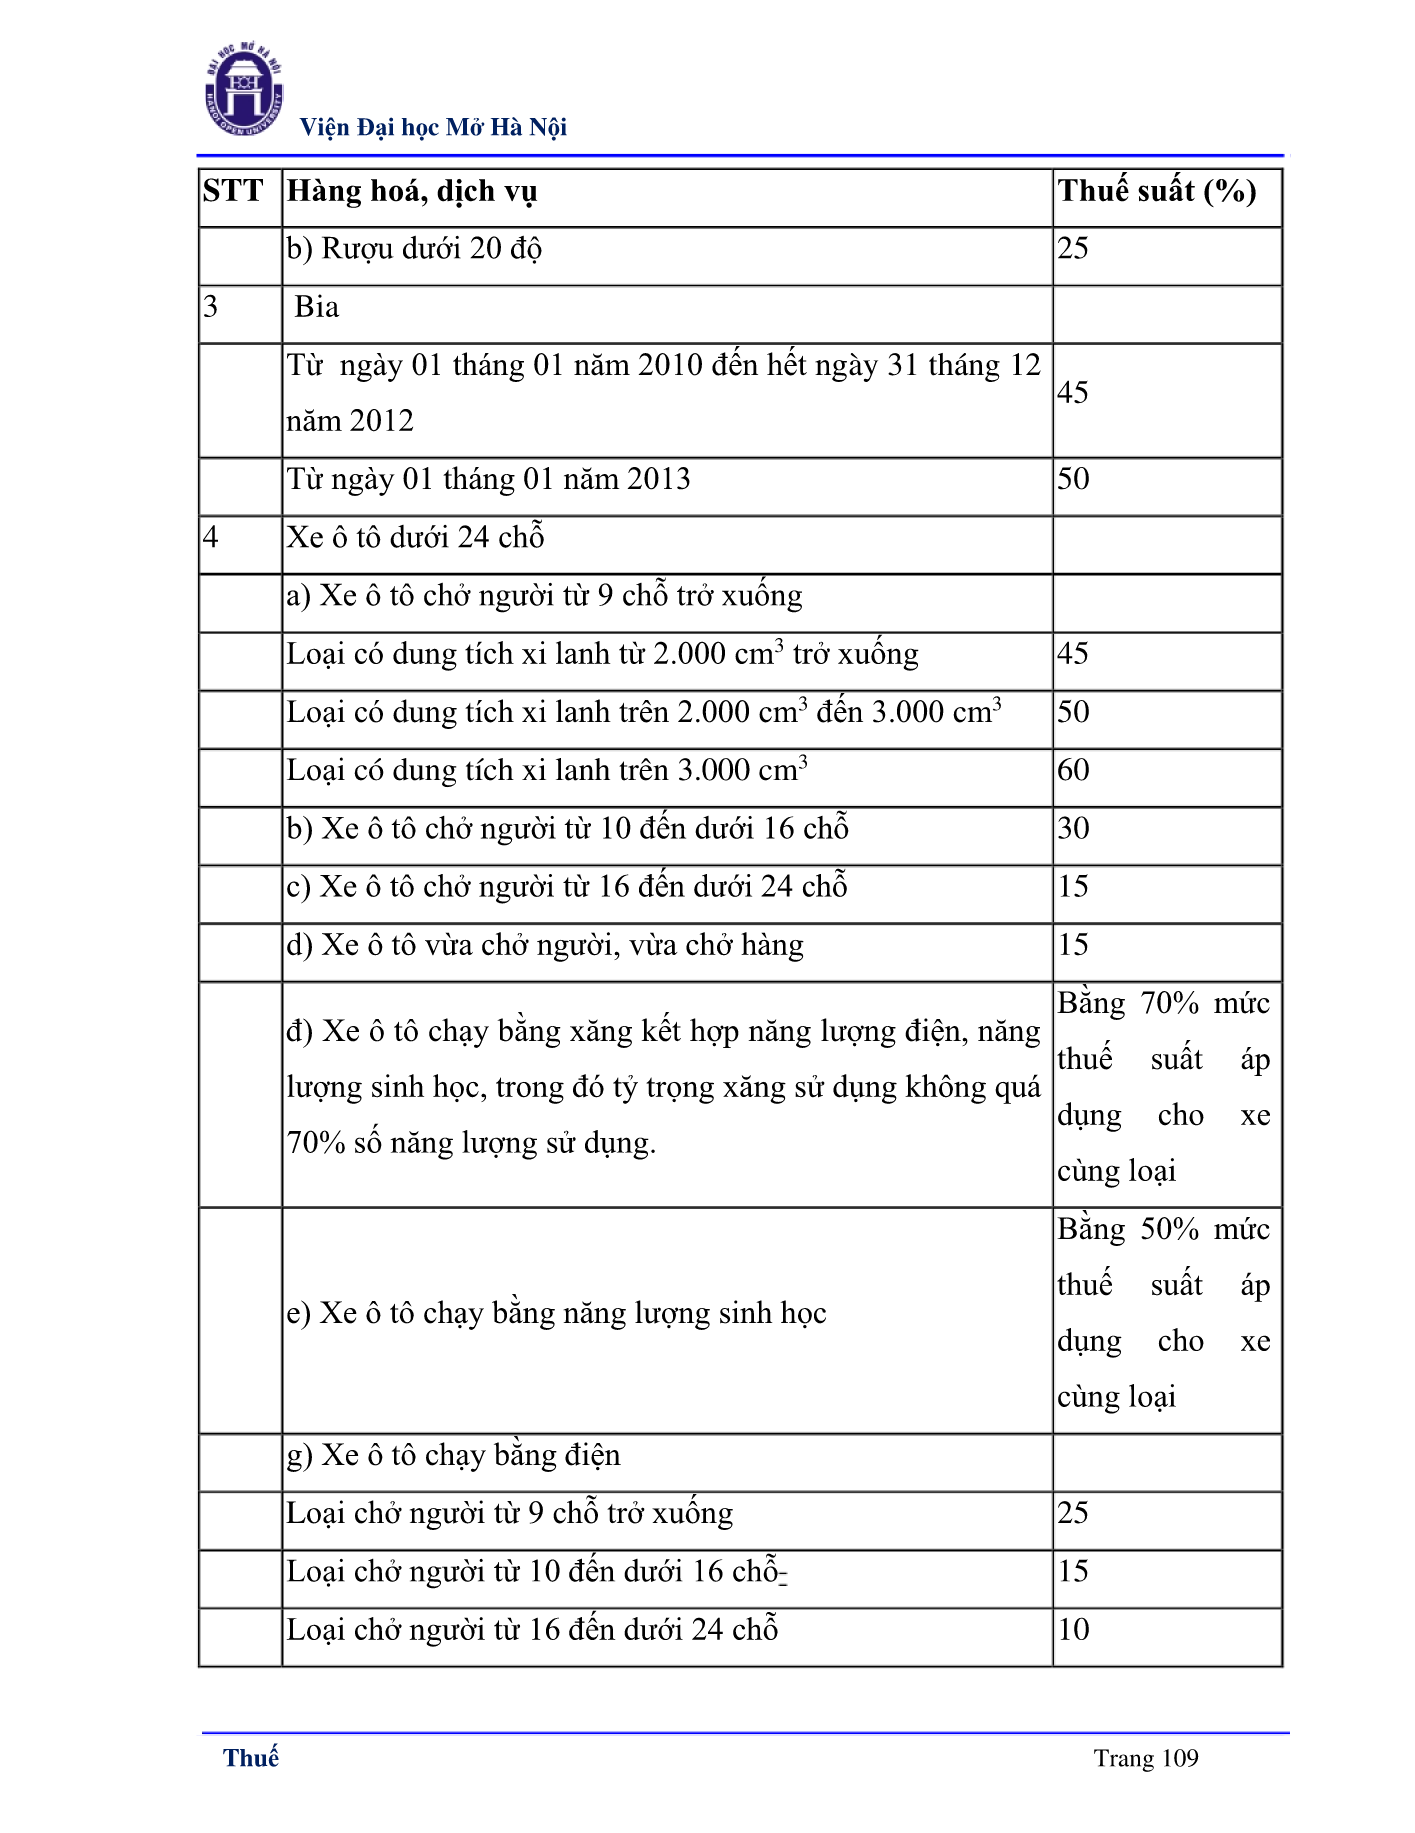 ĐẠI HỌC MỞ HÀ NỘI
HANOI OPEN UNIVERSITY
Viện Đại học Mở Hà Nội
STT Hàng hoá, dịch vụ Thuế suất (%)
b) Rượu dưới 20 độ 25
3 Bia
Từ ngày 01 tháng 01 năm 2010 đến hết ngày 31 tháng 12
năm 2012
45
Từ ngày 01 tháng 01 năm 2013 50
4 Xe ô tô dưới 24 chỗ
a) Xe ô tô chở người từ 9 chỗ trở xuống
Loại có dung tích xi lanh từ 2.000 cm³ trở xuống 45
Loại có dung tích xi lanh trên 2.000 cm³ đến 3.000 cm³ 50
Loại có dung tích xi lanh trên 3.000 cm³ 60
b) Xe ô tô chở người từ 10 đến dưới 16 chỗ 30
c) Xe ô tô chở người từ 16 đến dưới 24 chỗ 15
d) Xe ô tô vừa chở người, vừa chở hàng 15
đ) Xe ô tô chạy bằng xăng kết hợp năng lượng điện, năng
lượng sinh học, trong đó tỷ trọng xăng sử dụng không quá
70% số năng lượng sử dụng.
Bằng 70% mức
thuế suất áp
dụng cho xe
cùng loại
e) Xe ô tô chạy bằng năng lượng sinh học
Bằng 50% mức
thuế suất áp
dụng cho xe
cùng loại
g) Xe ô tô chạy bằng điện
Loại chở người từ 9 chỗ trở xuống 25
Loại chở người từ 10 đến dưới 16 chỗ- 15
Loại chở người từ 16 đến dưới 24 chỗ 10
Thuế Trang 109